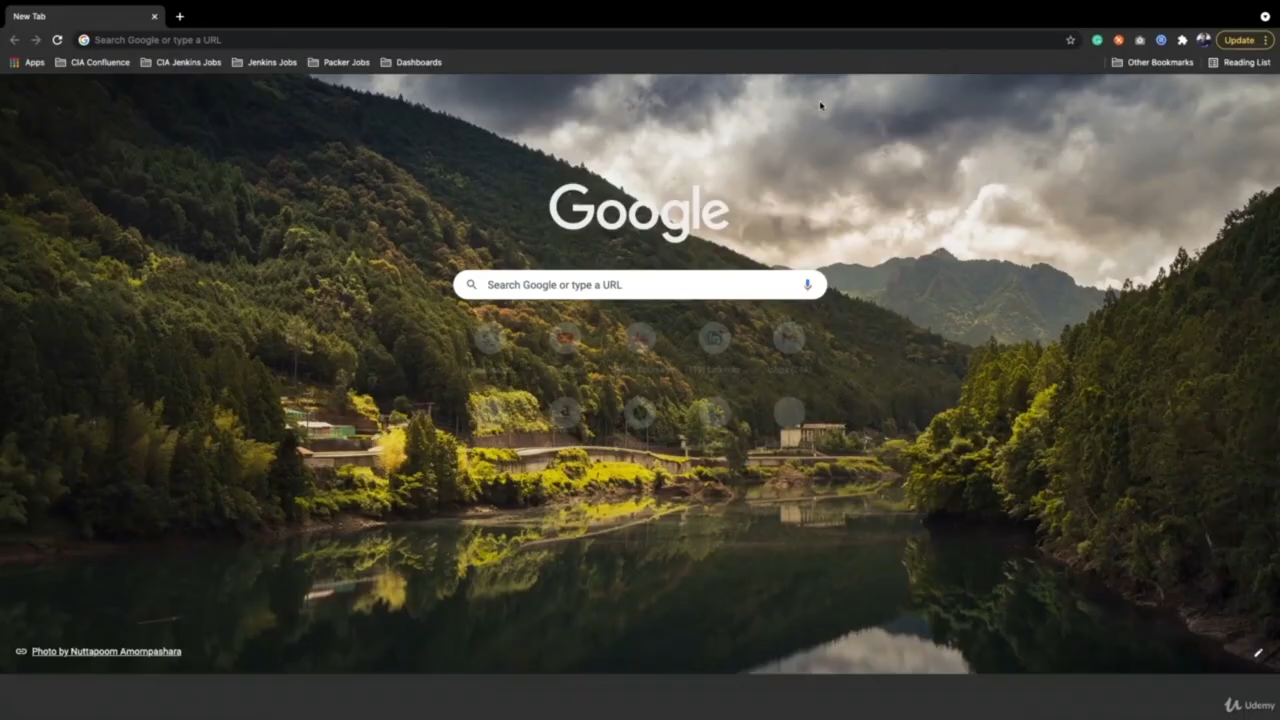 New Tab
Search Google or type a URL
Update
Apps
CIA Confluence
CIA Jenkins Jobs
Jenkins Jobs
Packer Jobs
Dashboards
Other Bookmarks
Reading List
Google
Search Google or type a URL
Photo by Nuttapoom Amornpashara
Udemy